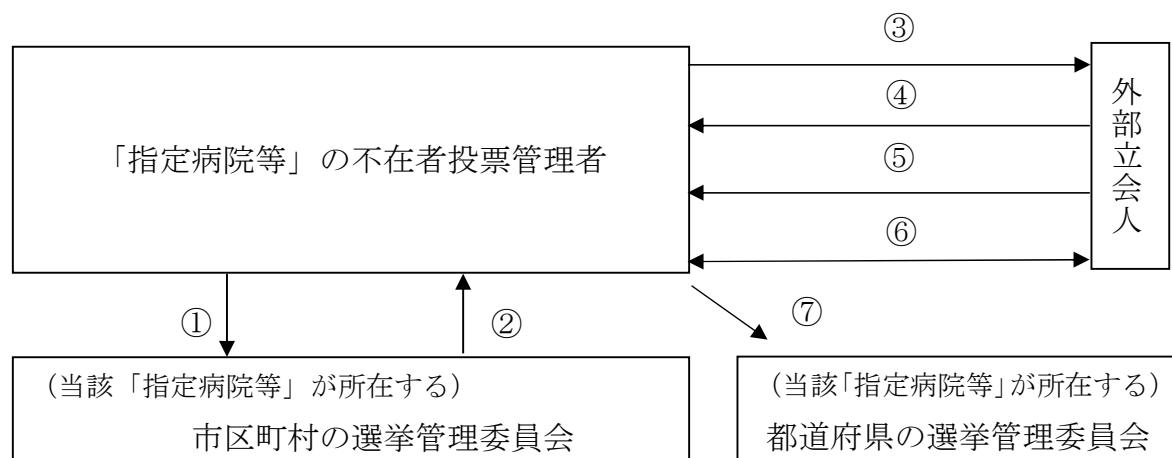 ③
④
「指定病院等」の不在者投票管理者
⑤
⑥
外部立会人
①
②
⑦
（当該「指定病院等」が所在する）
市区町村の選挙管理委員会
（当該「指定病院等」が所在する）
都道府県の選挙管理委員会